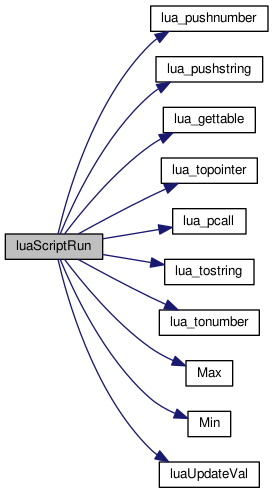 lua_pushnumber
lua_pushstring
lua_gettable
lua_topointer
luaScriptRun
lua_pcall
lua_tostring
lua_tonumber
Max
Min
luaUpdateVal